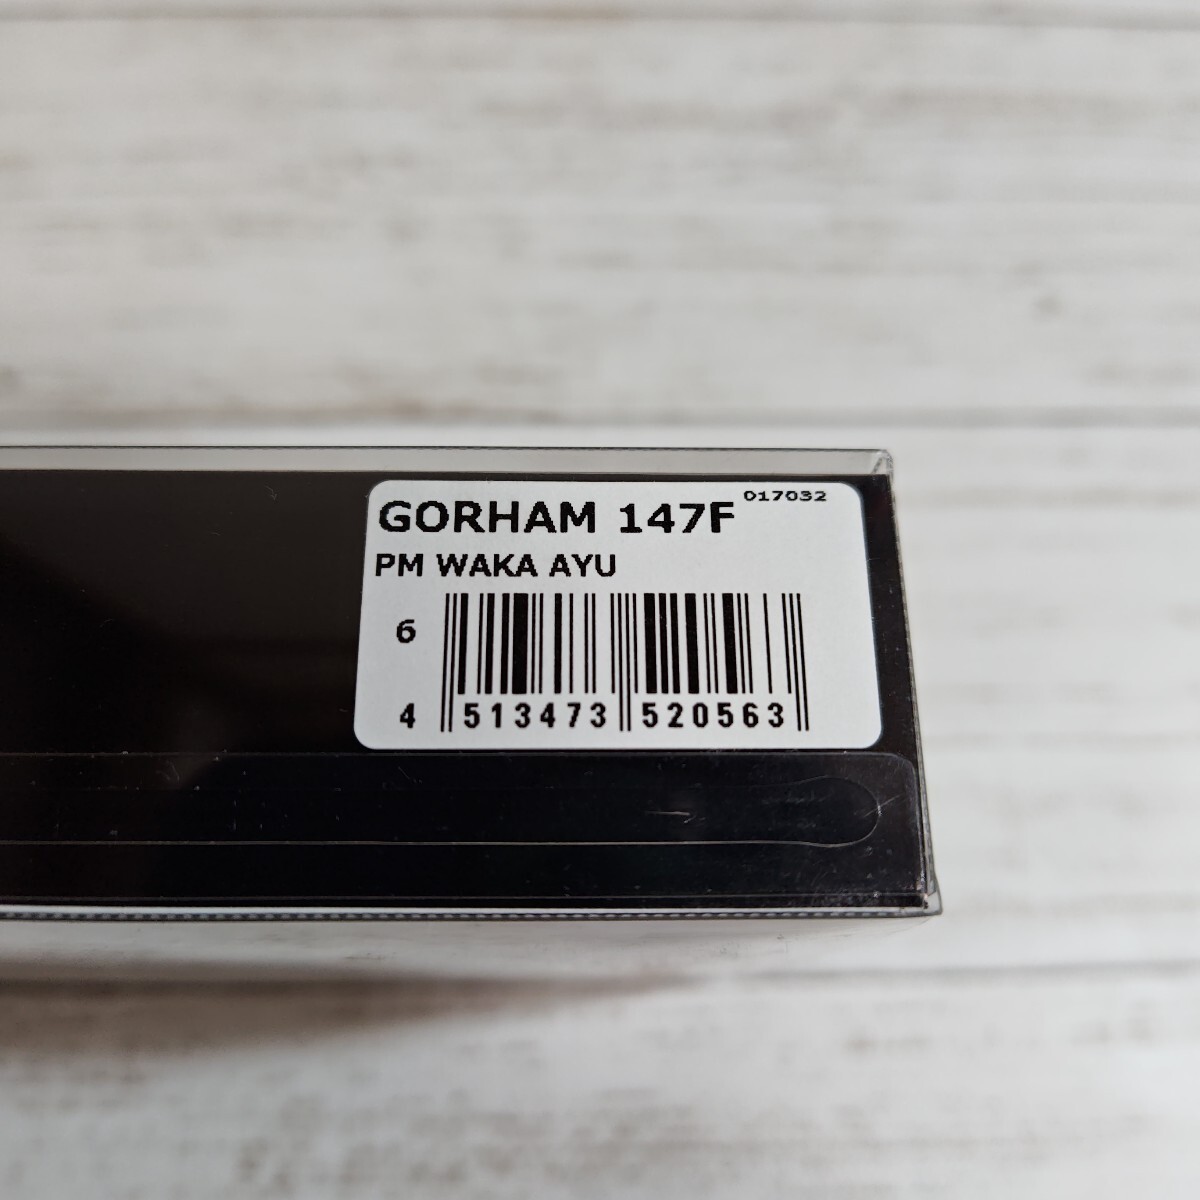 GORHAM 147F 017032
PM WAKA AYU
6
4 513473 520563